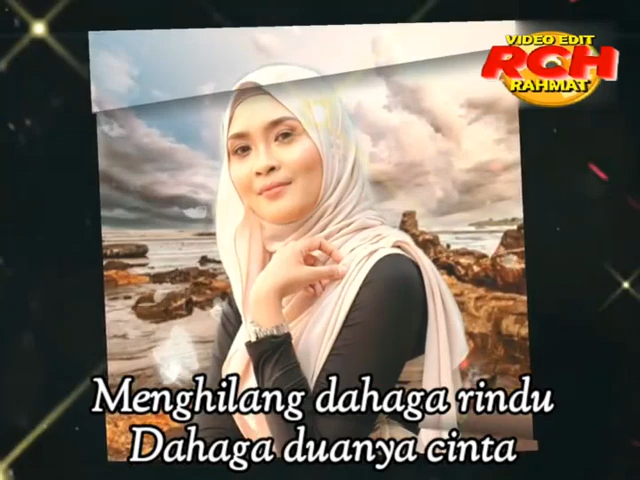 VIDEO EDIT
RCH
RAHMAT
Menghilang dahaga rindu
Dahaga duanya cinta